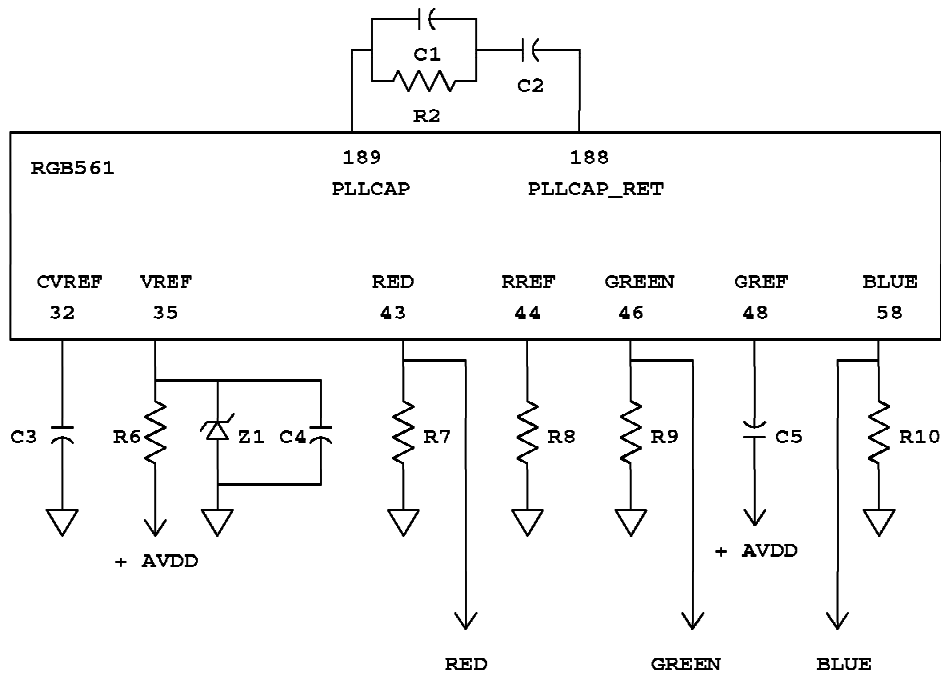 C1
C2
R2
RGB561
189 188
PLLCAP PLLCAP_RET
CVREF VREF RED RREF GREEN GREF BLUE
32 35 43 44 46 48 58
C3 R6 Z1 C4 R7 R8 R9 C5 R10
+ AVDD + AVDD
RED GREEN BLUE